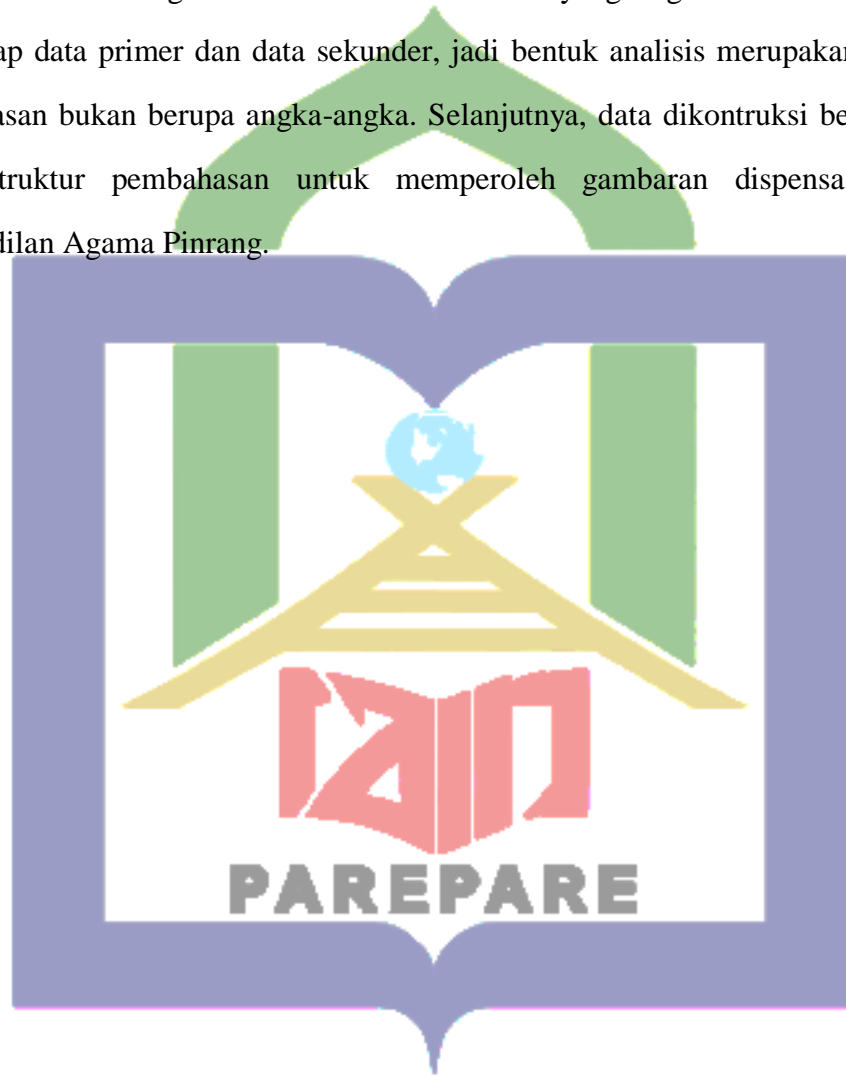 ap data primer dan data sekunder, jadi bentuk analisis merupakan
asan bukan berupa angka-angka. Selanjutnya, data dikontruksi be
truktur pembahasan untuk memperoleh gambaran dispensa
dilan Agama Pinrang.
iain
PAREPARE